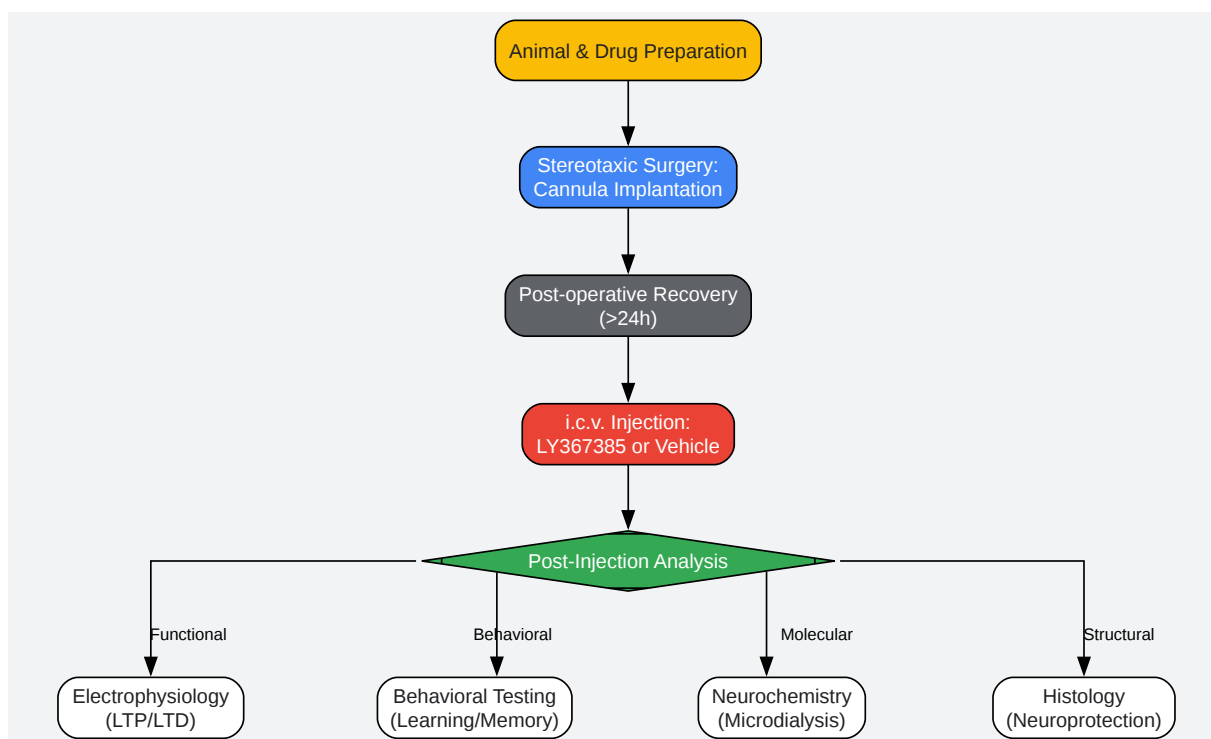 Animal & Drug Preparation
Stereotaxic Surgery:
Cannula Implantation
Post-operative Recovery
(>24h)
i.c.v. Injection:
LY367385 or Vehicle
Post-Injection Analysis
Functional
Behavioral
Molecular
Structural
Electrophysiology
(LTP/LTD)
Behavioral Testing
(Learning/Memory)
Neurochemistry
(Microdialysis)
Histology
(Neuroprotection)